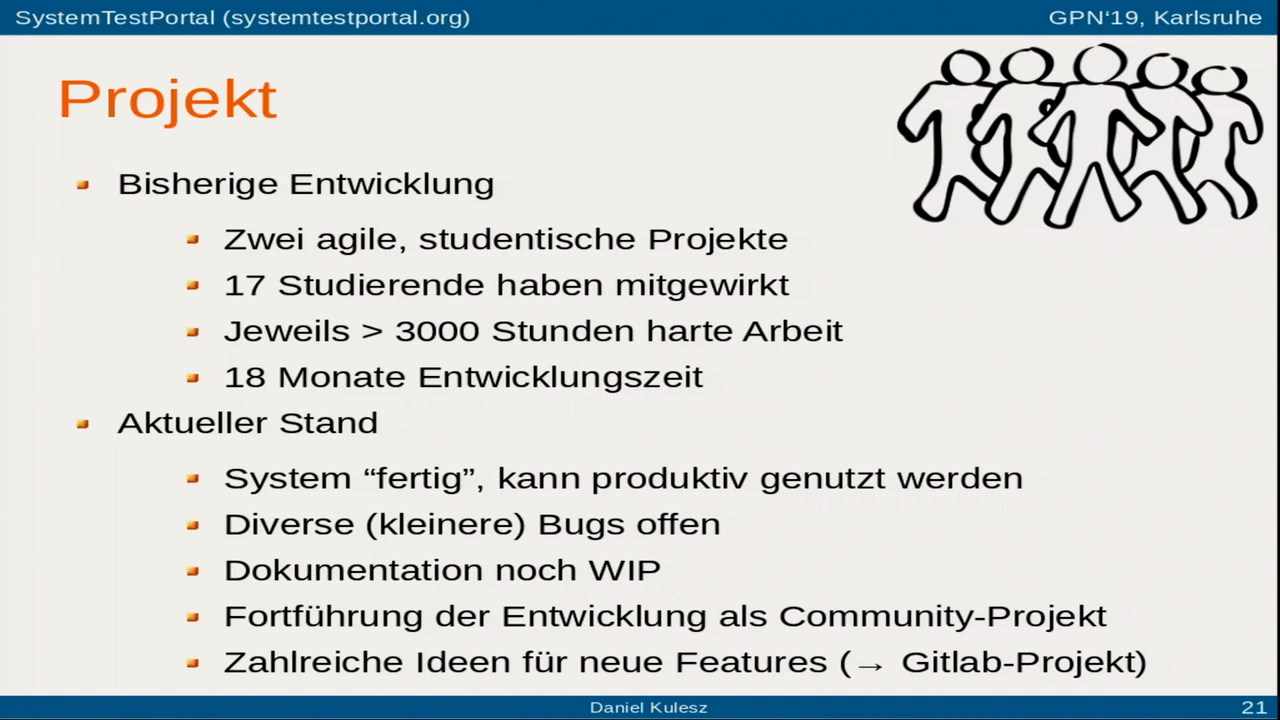 SystemTestPortal (systemtestportal.org)
GPN‘19, Karlsruhe
Projekt
Bisherige Entwicklung
Zwei agile, studentische Projekte
17 Studierende haben mitgewirkt
Jeweils > 3000 Stunden harte Arbeit
18 Monate Entwicklungszeit
Aktueller Stand
System “fertig”, kann produktiv genutzt werden
Diverse (kleinere) Bugs offen
Dokumentation noch WIP
Fortführung der Entwicklung als Community-Projekt
Zahlreiche Ideen für neue Features (→ Gitlab-Projekt)
Daniel Kulesz
21